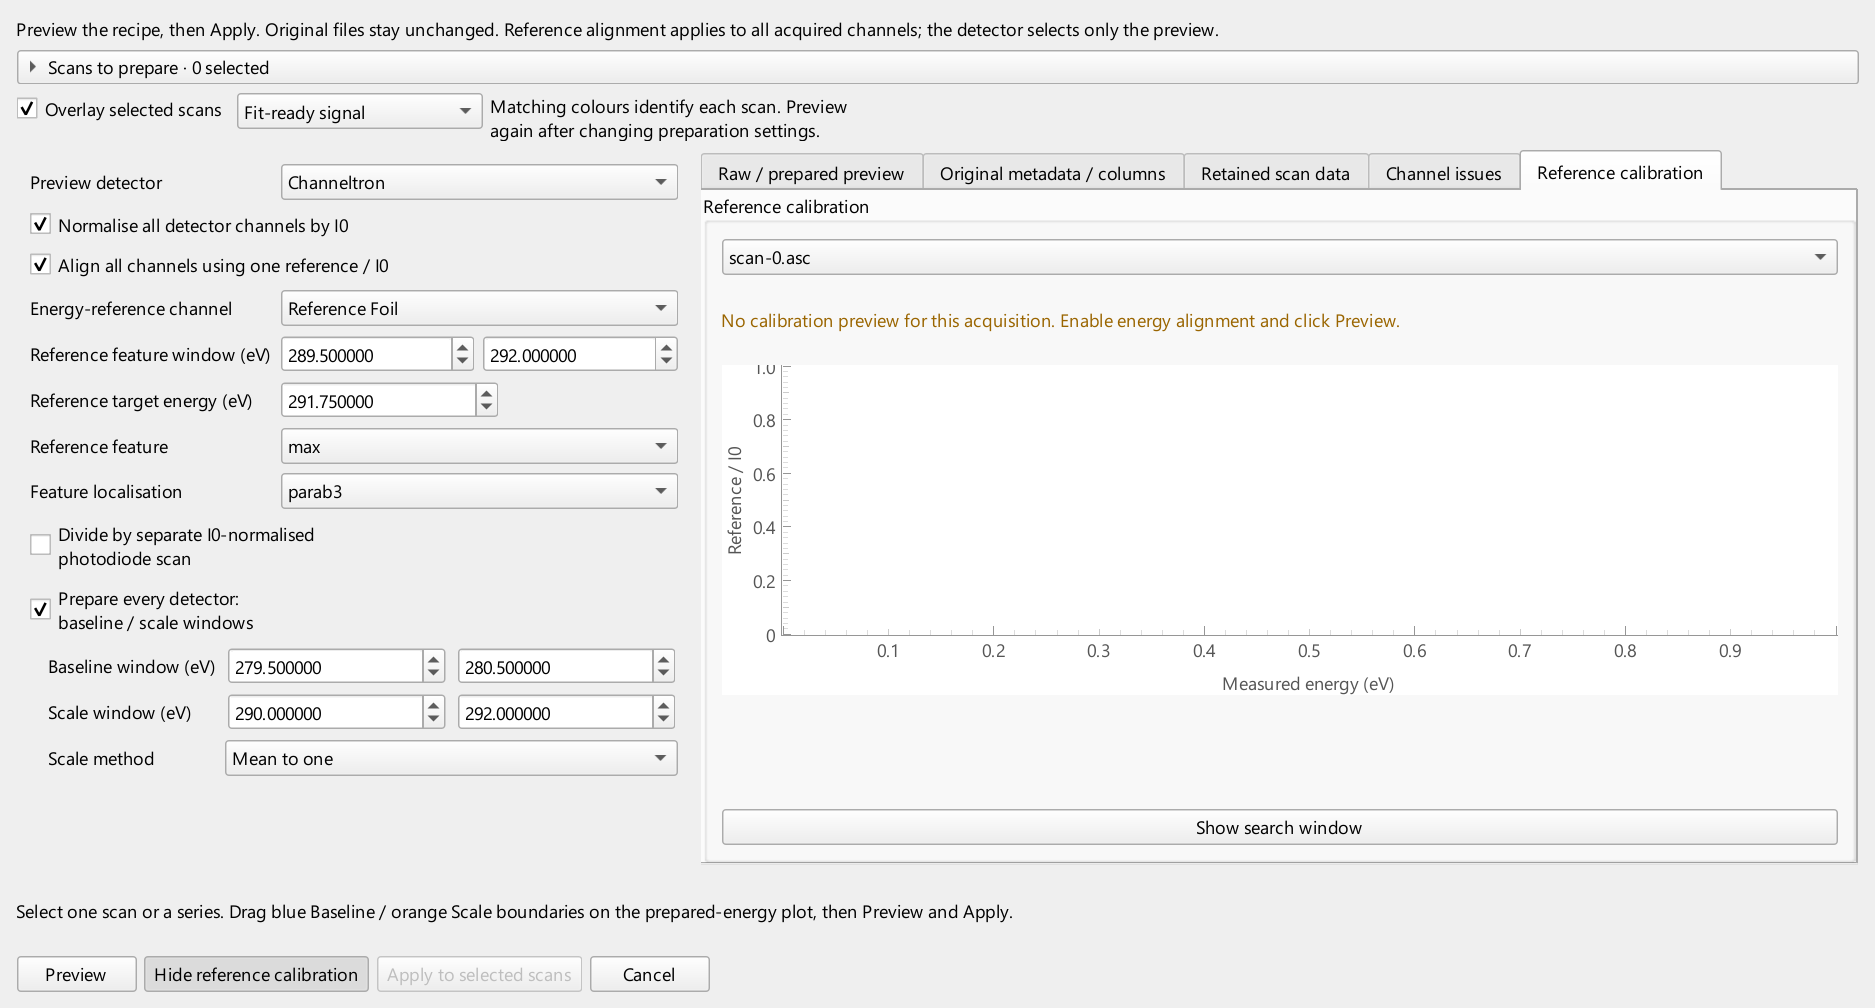 Preview the recipe, then Apply. Original files stay unchanged. Reference alignment applies to all acquired channels; the detector selects only the preview.
Scans to prepare · 0 selected
Overlay selected scans
Fit-ready signal
Matching colours identify each scan. Preview
again after changing preparation settings.
Preview detector
Channeltron
Normalise all detector channels by I0
Align all channels using one reference / I0
Energy-reference channel
Reference Foil
Reference feature window (eV)
289.500000
292.000000
Reference target energy (eV)
291.750000
Reference feature
max
Feature localisation
parab3
Divide by separate I0-normalised
photodiode scan
Prepare every detector:
baseline / scale windows
Baseline window (eV)
279.500000
280.500000
Scale window (eV)
290.000000
292.000000
Scale method
Mean to one
Raw / prepared preview
Original metadata / columns
Retained scan data
Channel issues
Reference calibration
Reference calibration
scan-0.asc
No calibration preview for this acquisition. Enable energy alignment and click Preview.
1.0
0.8
0.6
0.4
0.2
0
Reference / I0
0.1
0.2
0.3
0.4
0.5
0.6
0.7
0.8
0.9
Measured energy (eV)
Show search window
Select one scan or a series. Drag blue Baseline / orange Scale boundaries on the prepared-energy plot, then Preview and Apply.
Preview
Hide reference calibration
Apply to selected scans
Cancel